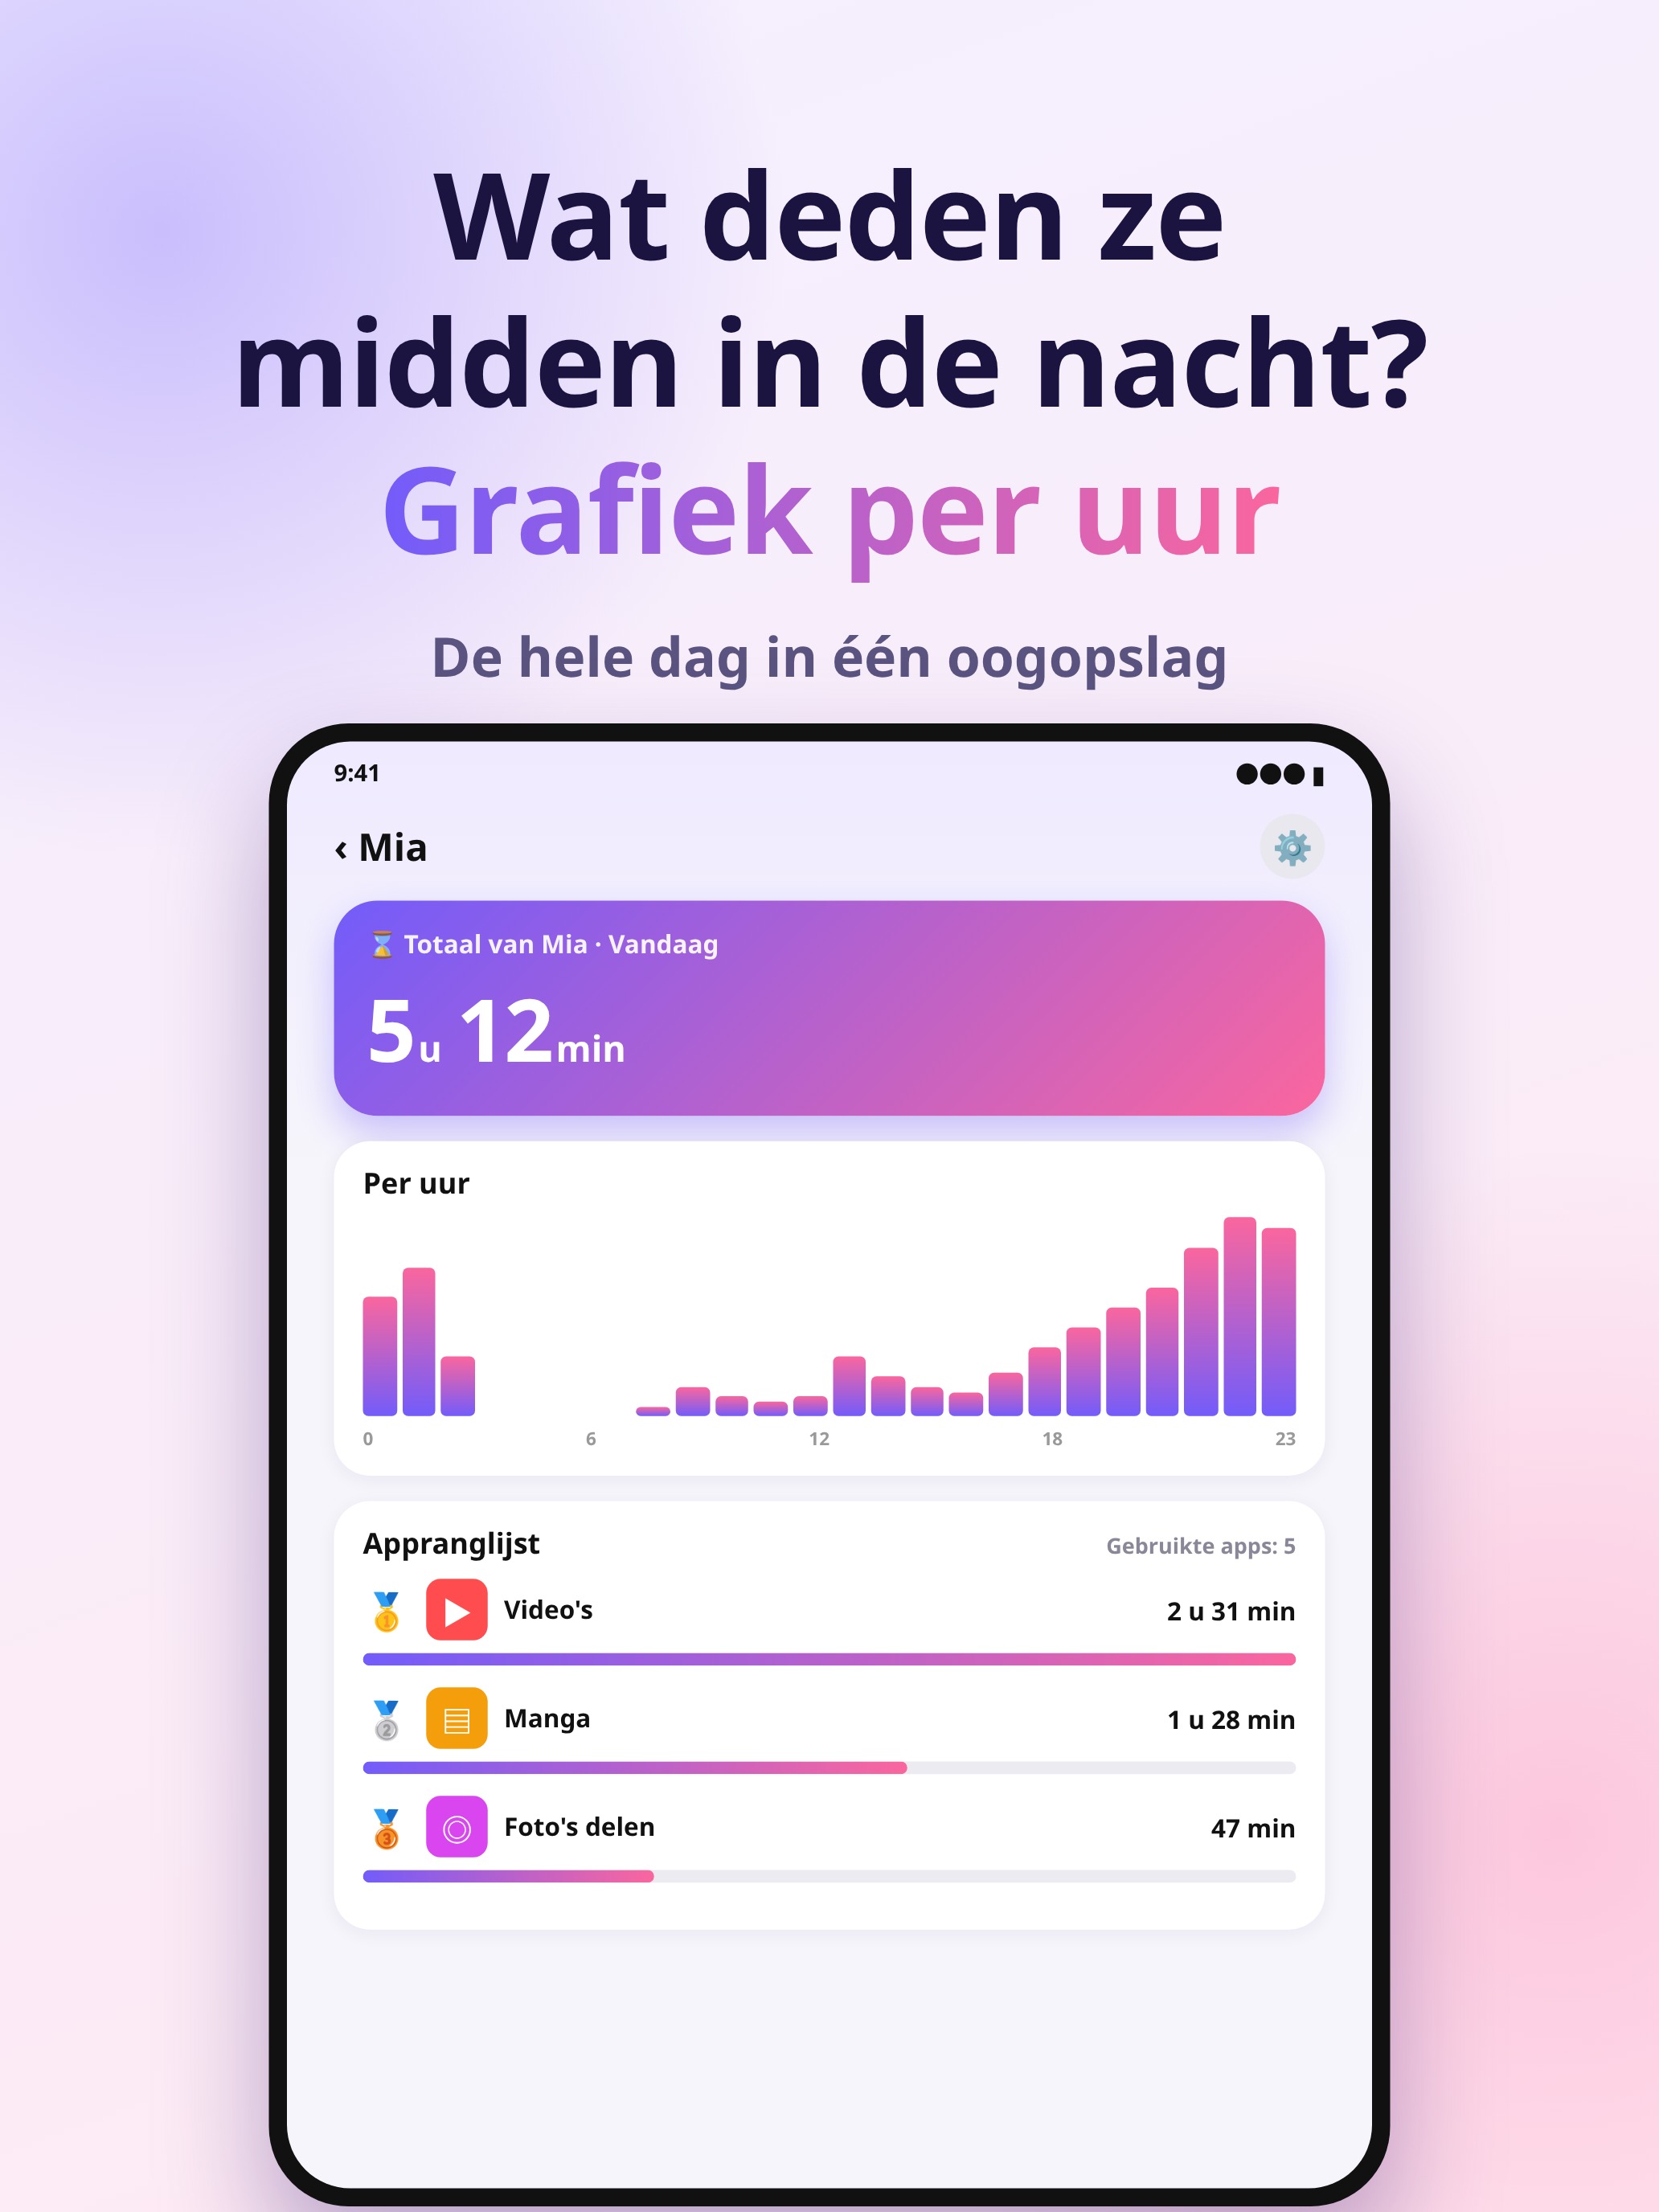 Wat deden ze
midden in de nacht?
Grafiek per uur
De hele dag in één oogopslag
9:41
‹ Mia
⌛ Totaal van Mia · Vandaag
5u 12min
Per uur
0 6 12 18 23
Appranglijst Gebruikte apps: 5
🥇 Video's 2 u 31 min
🥈 Manga 1 u 28 min
🥉 Foto's delen 47 min